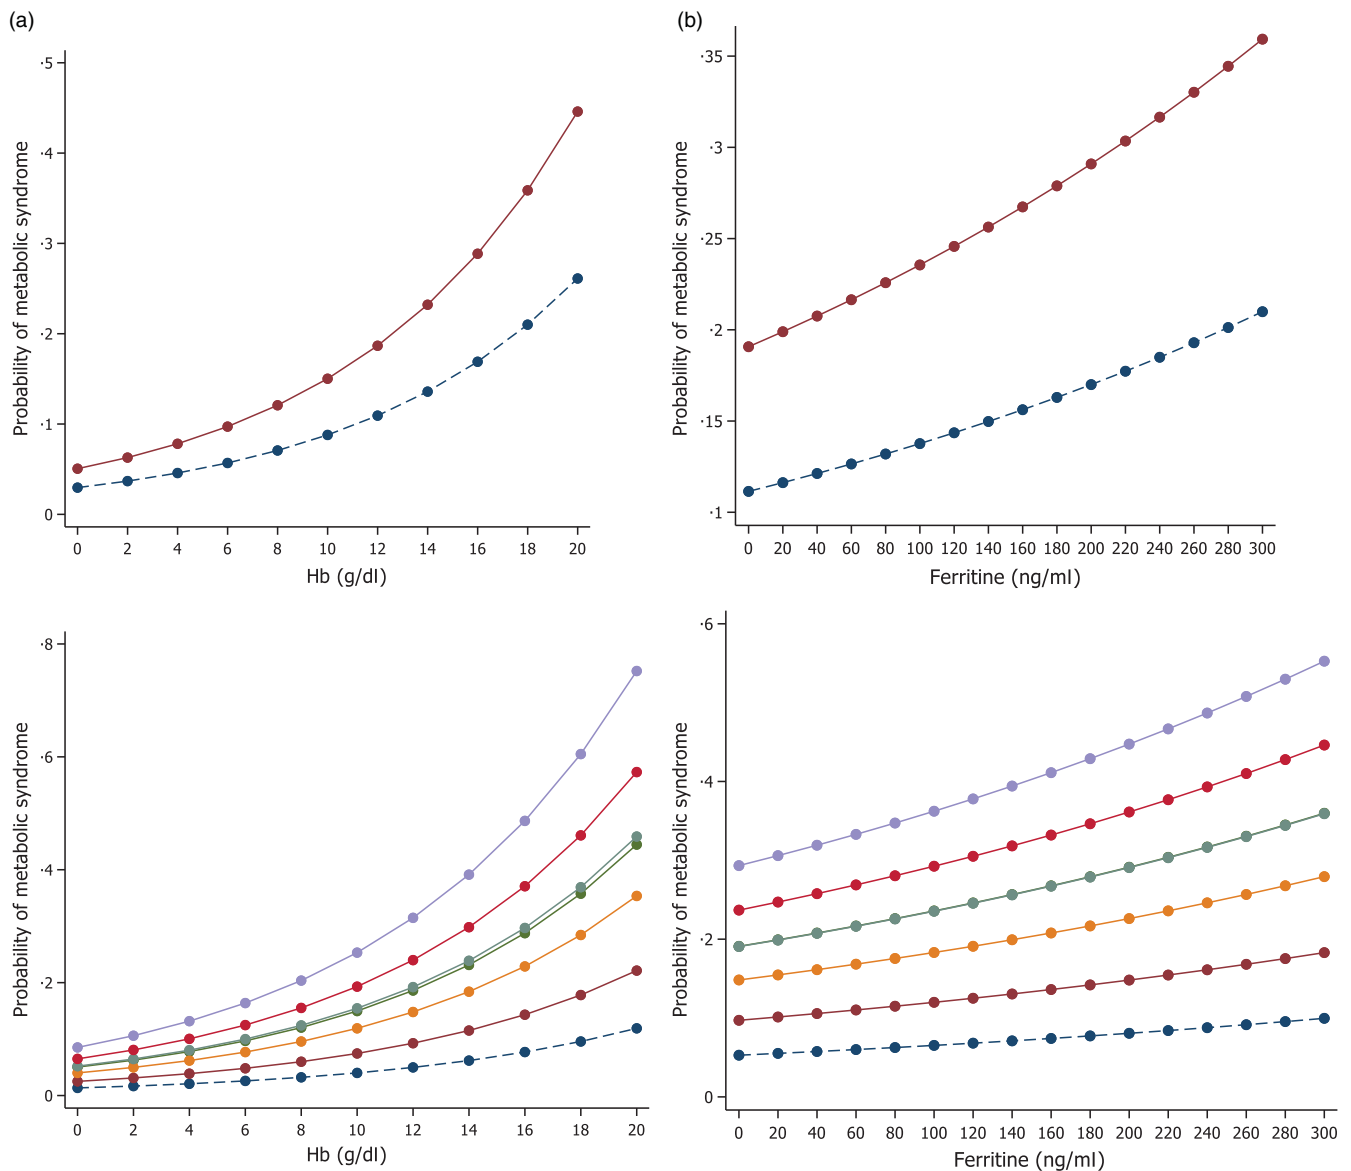 (a)
Probability of metabolic syndrome
·5
·4
·3
·2
·1
0
0 2 4 6 8 10 12 14 16 18 20
Hb (g/dl)
(b)
Probability of metabolic syndrome
·35
·3
·25
·2
·15
·1
0 20 40 60 80 100 120 140 160 180 200 220 240 260 280 300
Ferritine (ng/ml)
Probability of metabolic syndrome
·8
·6
·4
·2
0
0 2 4 6 8 10 12 14 16 18 20
Hb (g/dl)
Probability of metabolic syndrome
·6
·4
·2
0
0 20 40 60 80 100 120 140 160 180 200 220 240 260 280 300
Ferritine (ng/ml)